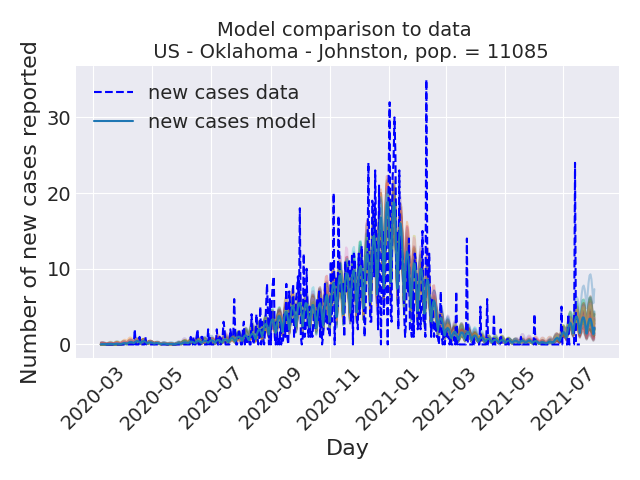 Model comparison to data
US - Oklahoma - Johnston, pop. = 11085
new cases data
new cases model
Number of new cases reported
30
20
10
0
2020-03
2020-05
2020-07
2020-09
2020-11
2021-01
2021-03
2021-05
2021-07
Day